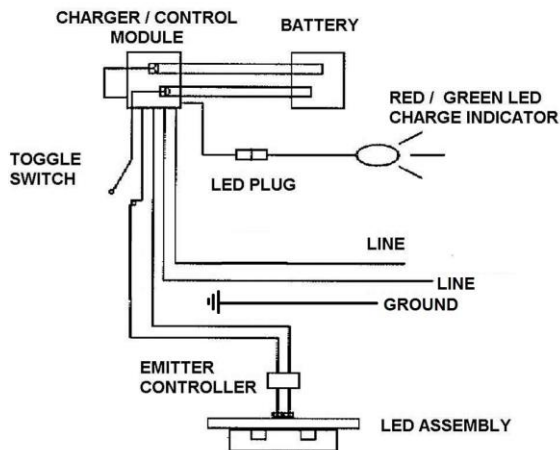 CHARGER / CONTROL
MODULE
BATTERY
RED / GREEN LED
CHARGE INDICATOR
TOGGLE
SWITCH
LED PLUG
LINE
LINE
GROUND
EMITTER
CONTROLLER
LED ASSEMBLY